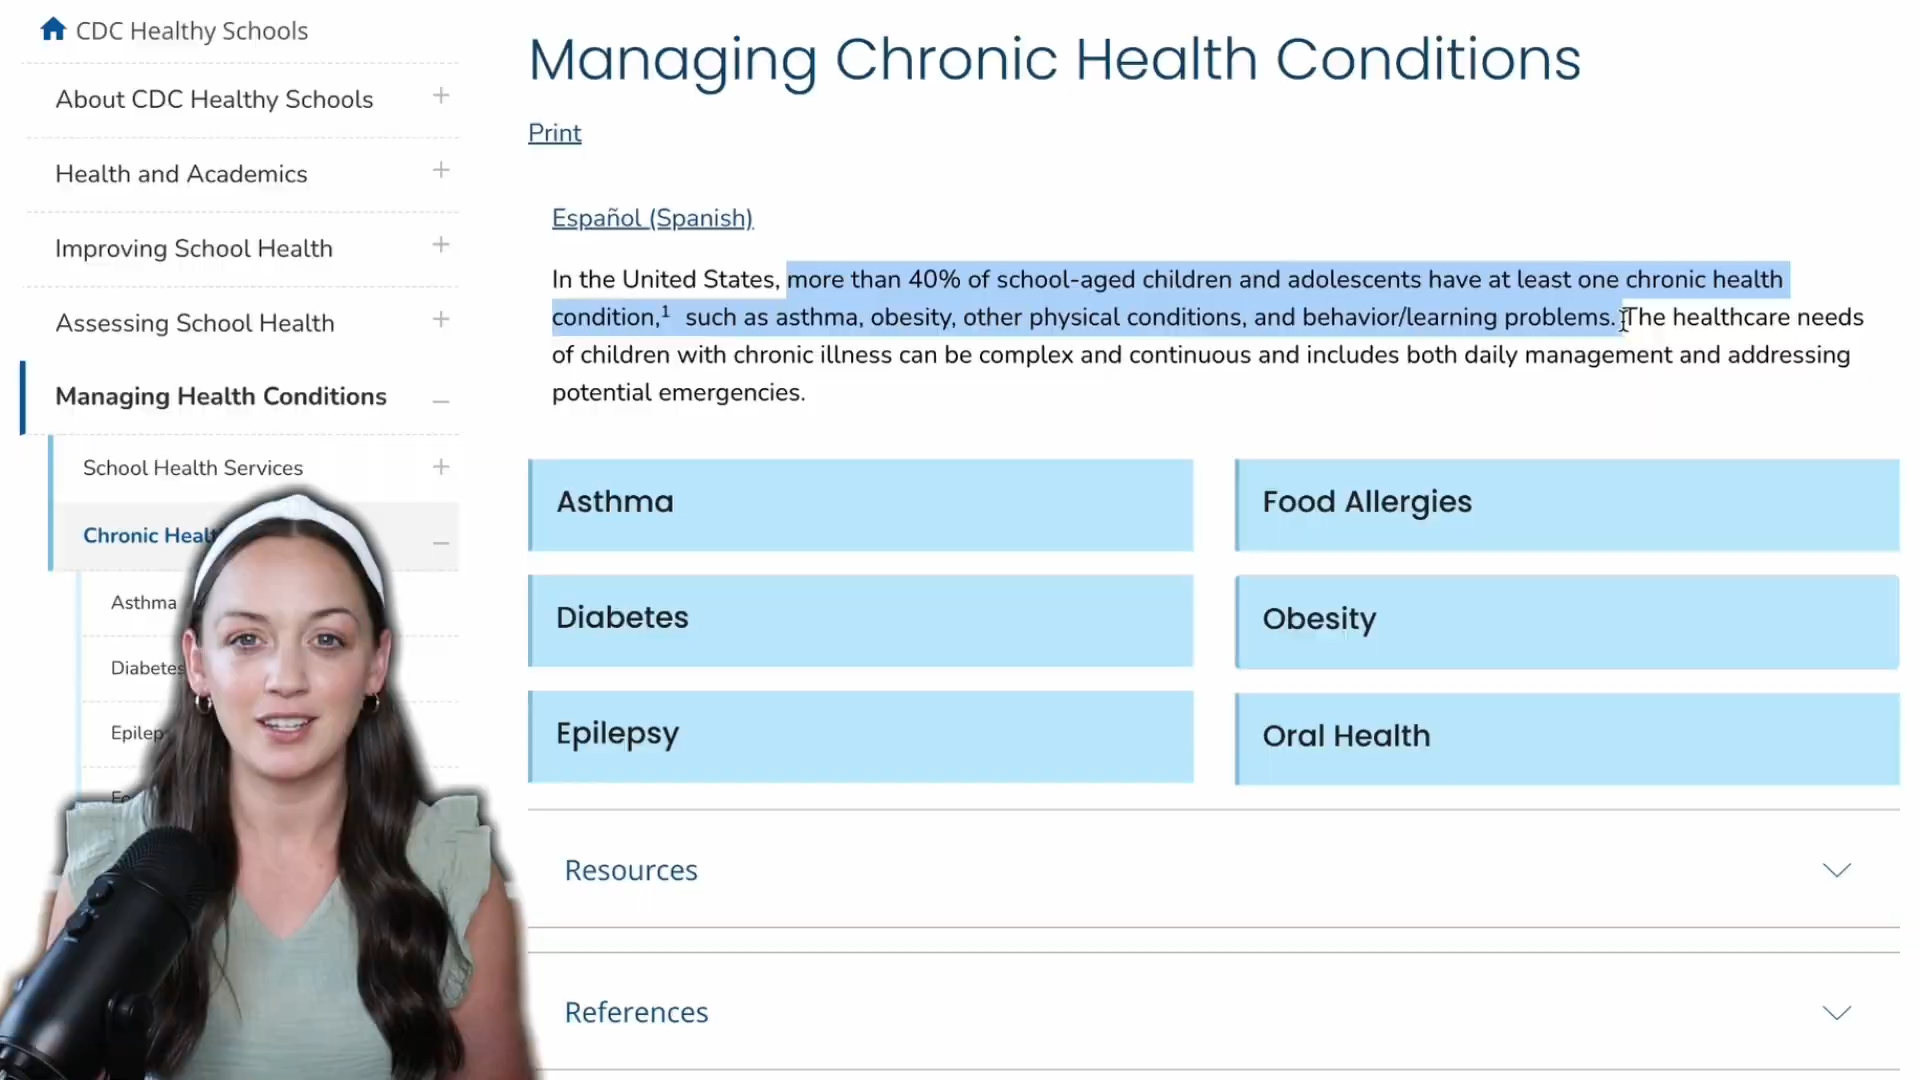 CDC Healthy Schools
About CDC Healthy Schools
Health and Academics
Improving School Health
Assessing School Health
Managing Health Conditions
School Health Services
Chronic
Asthma
Diabetes
Managing Chronic Health Conditions
Print
Español (Spanish)
In the United States, more than 40% of school-aged children and adolescents have at least one chronic health
condition,¹ such as asthma, obesity, other physical conditions, and behavior/learning problems. The healthcare needs
of children with chronic illness can be complex and continuous and includes both daily management and addressing
potential emergencies.
Asthma
Food Allergies
Diabetes
Obesity
Epilepsy
Oral Health
Resources
References